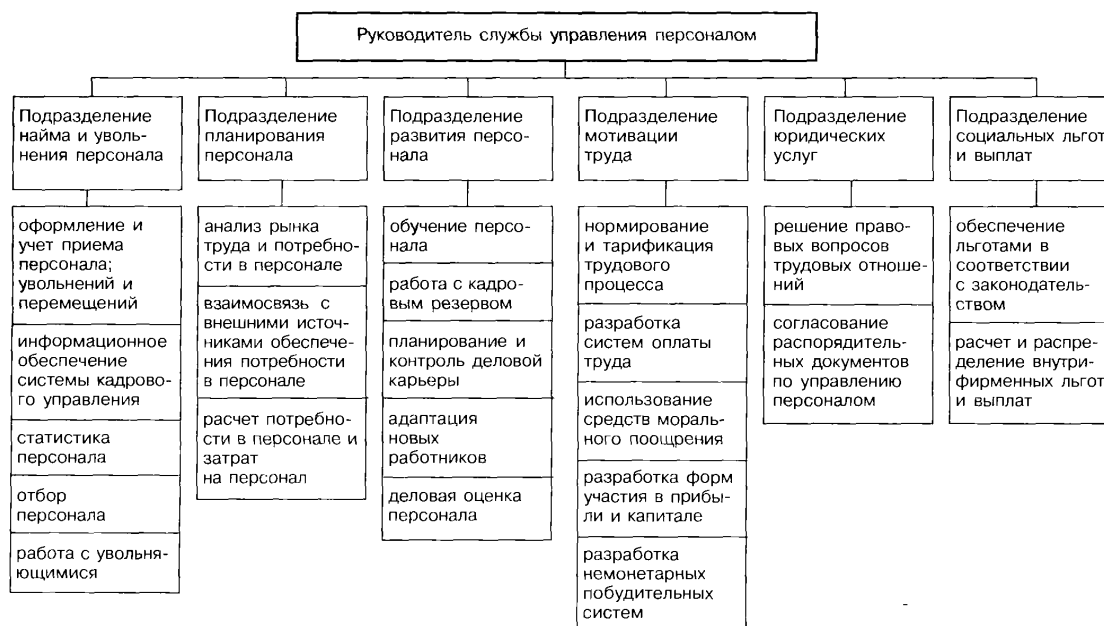 Руководитель службы управления персоналом
Подразделение
найма и уволь-
нения персонала
Подразделение
планирования
персонала
Подразделение
развития персо-
нала
Подразделение
мотивации
труда
Подразделение
юридических
услуг
Подразделение
социальных льгот
и выплат
оформление и
учет приема
персонала;
увольнений и
перемещений
информационное
обеспечение
системы кадрово-
го управления
статистика
персонала
отбор
персонала
работа с увольня-
ющимися
анализ рынка
труда и потребно-
сти в персонале
взаимосвязь с
внешними источ-
никами обеспече-
ния потребности
в персонале
расчет потребно-
сти в персонале и
затрат
на персонал
обучение персо-
нала
работа с кадро-
вым резервом
планирование
и контроль деловой
карьеры
адаптация
новых
работников
деловая оценка
персонала
нормирование
и тарификация
трудового
процесса
разработка
систем оплаты
труда
использование
средств мораль-
ного поощрения
разработка форм
участия в прибы-
ли и капитале
разработка
немонетарных
побудительных
систем
решение право-
вых вопросов
трудовых отноше-
ний
согласование
распорядитель-
ных документов
по управлению
персоналом
обеспечение
льготами в
соответствии
с законодатель-
ством
расчет и распре-
деление внутри-
фирменных льгот
и выплат